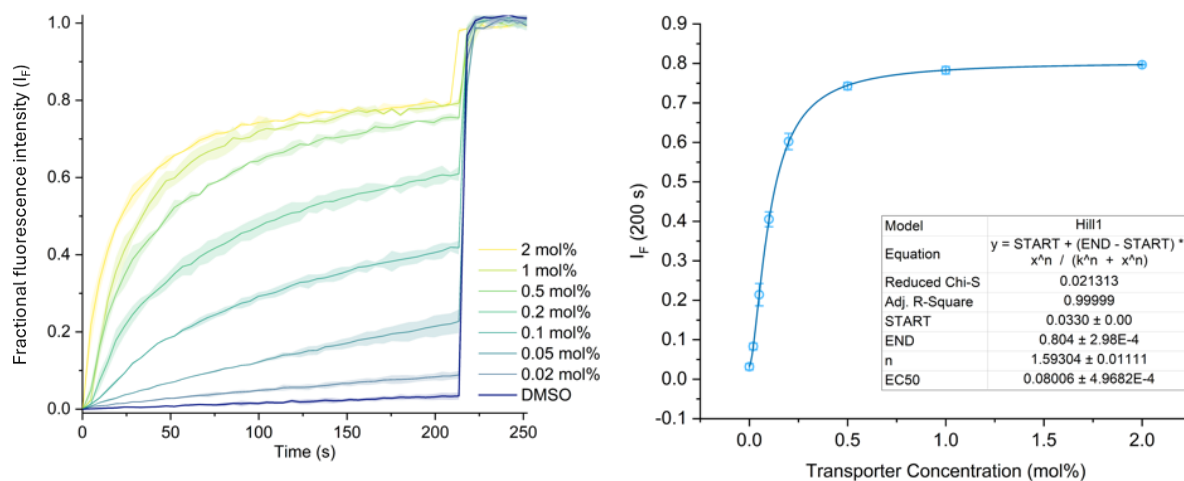 Fractional fluorescence intensity (I_F)
1.0
0.8
0.6
0.4
0.2
0.0
0
50
100
150
200
250
Time (s)
2 mol%
1 mol%
0.5 mol%
0.2 mol%
0.1 mol%
0.05 mol%
0.02 mol%
DMSO
I_F (200 s)
0.9
0.8
0.7
0.6
0.5
0.4
0.3
0.2
0.1
0.0
-0.1
0.0
0.5
1.0
1.5
2.0
Transporter Concentration (mol%)
Model Hill1
Equation y = START + (END - START) *
x^n / (k^n + x^n)
Reduced Chi-S 0.021313
Adj. R-Square 0.99999
START 0.0330 ± 0.00
END 0.804 ± 2.98E-4
n 1.59304 ± 0.01111
EC50 0.08006 ± 4.9682E-4